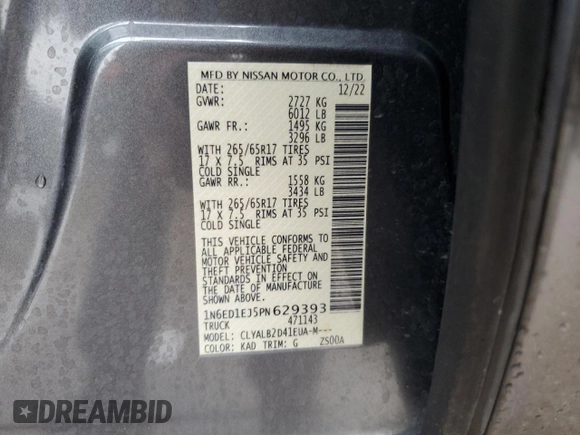 MFD BY NISSAN MOTOR CO., LTD.
DATE: 12/22
GVWR: 2727 KG
6012 LB
GAWR FR.: 1495 KG
3296 LB
WITH 265/65R17 TIRES
17 X 7.5 RIMS AT 35 PSI
COLD SINGLE
GAWR RR.: 1558 KG
3434 LB
WITH 265/65R17 TIRES
17 X 7.5 RIMS AT 35 PSI
COLD SINGLE
THIS VEHICLE CONFORMS TO
ALL APPLICABLE FEDERAL
MOTOR VEHICLE SAFETY AND
THEFT PREVENTION
STANDARDS IN EFFECT ON
THE DATE OF MANUFACTURE
SHOWN ABOVE.
1N6ED1EJ5PN629393
TRUCK 471143
MODEL: CLYALB2D41EUA-M---
COLOR: KAD TRIM: G ZS00A
DREAMBID